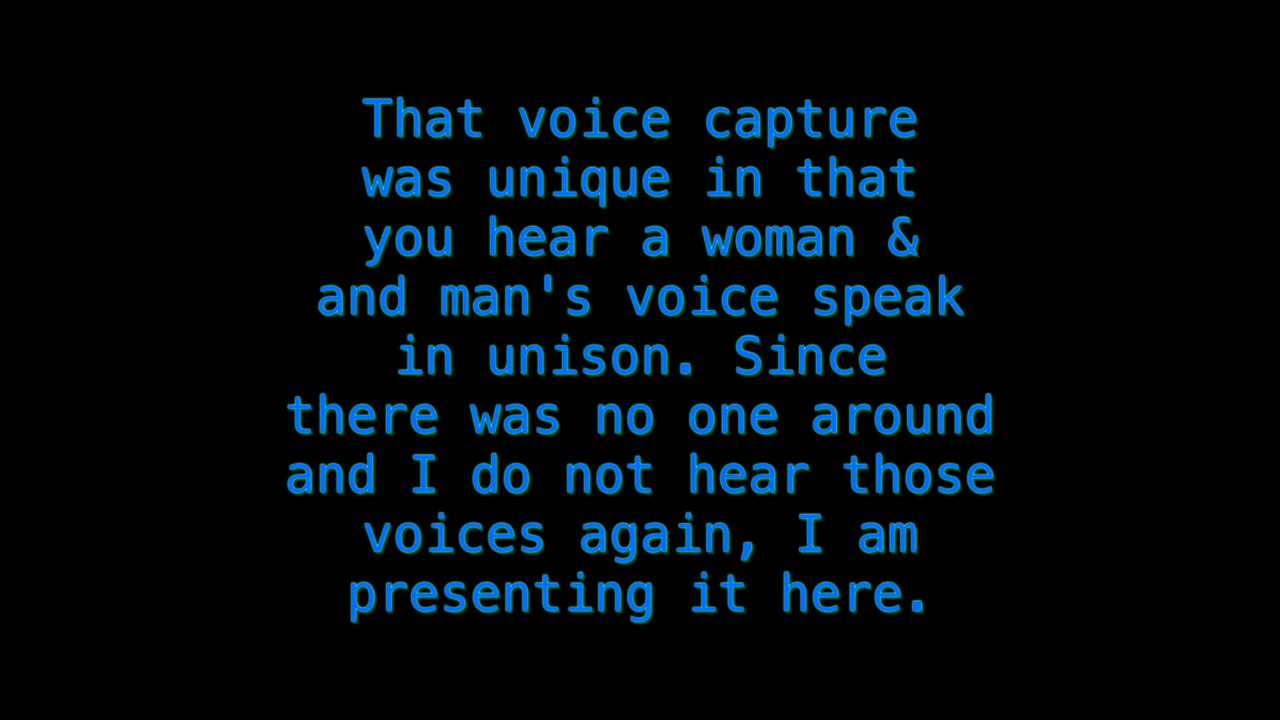 That voice capture
was unique in that
you hear a woman &
and man's voice speak
in unison. Since
there was no one around
and I do not hear those
voices again, I am
presenting it here.